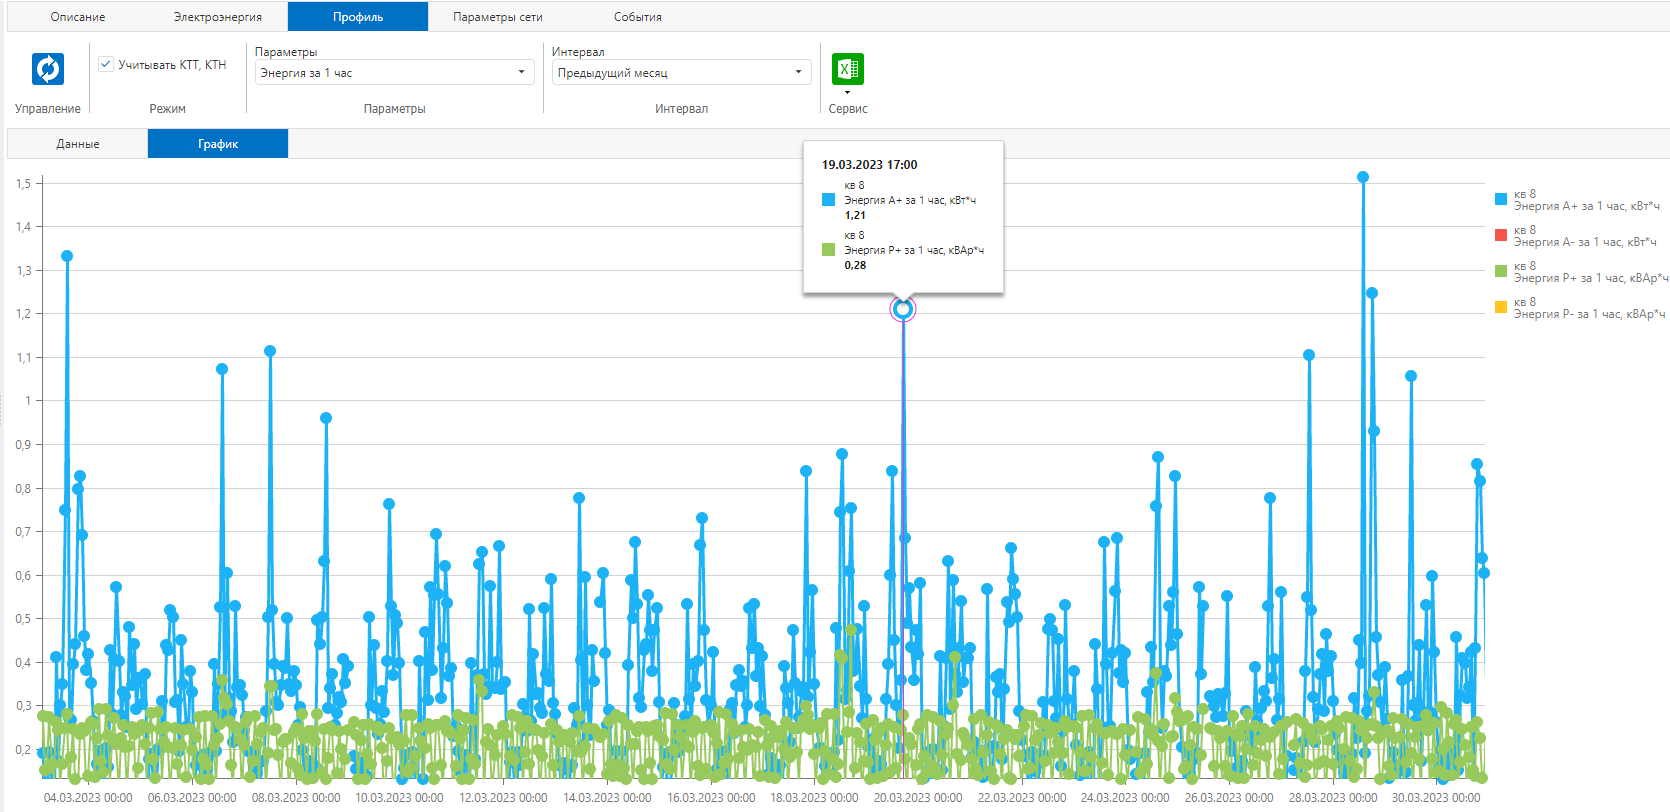 Описание
Электроэнергия
Профиль
Параметры сети
События
Управление
Учитывать КТТ, КТН
Режим
Параметры
Энергия за 1 час
Параметры
Интервал
Предыдущий месяц
Интервал
Сервис
Данные
График
19.03.2023 17:00
кв 8
Энергия A+ за 1 час, кВт*ч
1,21
кв 8
Энергия P+ за 1 час, кВАр*ч
0,28
1,5
1,4
1,3
1,2
1,1
1
0,9
0,8
0,7
0,6
0,5
0,4
0,3
0,2
04.03.2023 00:00
06.03.2023 00:00
08.03.2023 00:00
10.03.2023 00:00
12.03.2023 00:00
14.03.2023 00:00
16.03.2023 00:00
18.03.2023 00:00
20.03.2023 00:00
22.03.2023 00:00
24.03.2023 00:00
26.03.2023 00:00
28.03.2023 00:00
30.03.2023 00:00
кв 8
Энергия A+ за 1 час, кВт*ч
кв 8
Энергия A- за 1 час, кВт*ч
кв 8
Энергия P+ за 1 час, кВАр*ч
кв 8
Энергия P- за 1 час, кВАр*ч